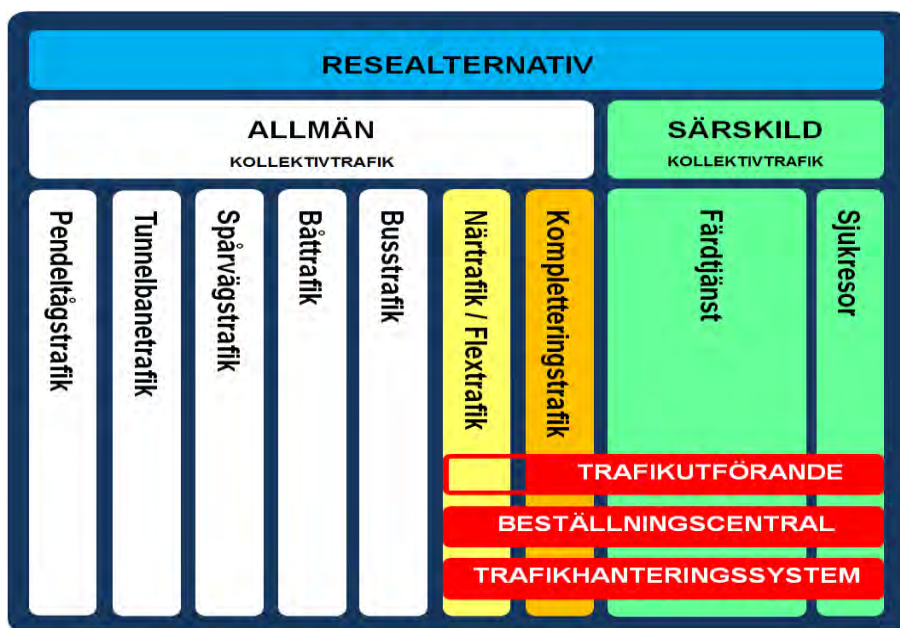 RESEALTERNATIV
ALLMÄN
KOLLEKTIVTRAFIK
SÄRSKILD
KOLLEKTIVTRAFIK
Pendeltågstrafik
Tunnelbanetrafik
Spårvägstrafik
Båttrafik
Busstrafik
Närtrafik / Flextrafik
Kompletteringstrafik
Färdtjänst
Sjukresor
TRAFIKUTFÖRANDE
BESTÄLLNINGSCENTRAL
TRAFIKHANTERINGSSYSTEM